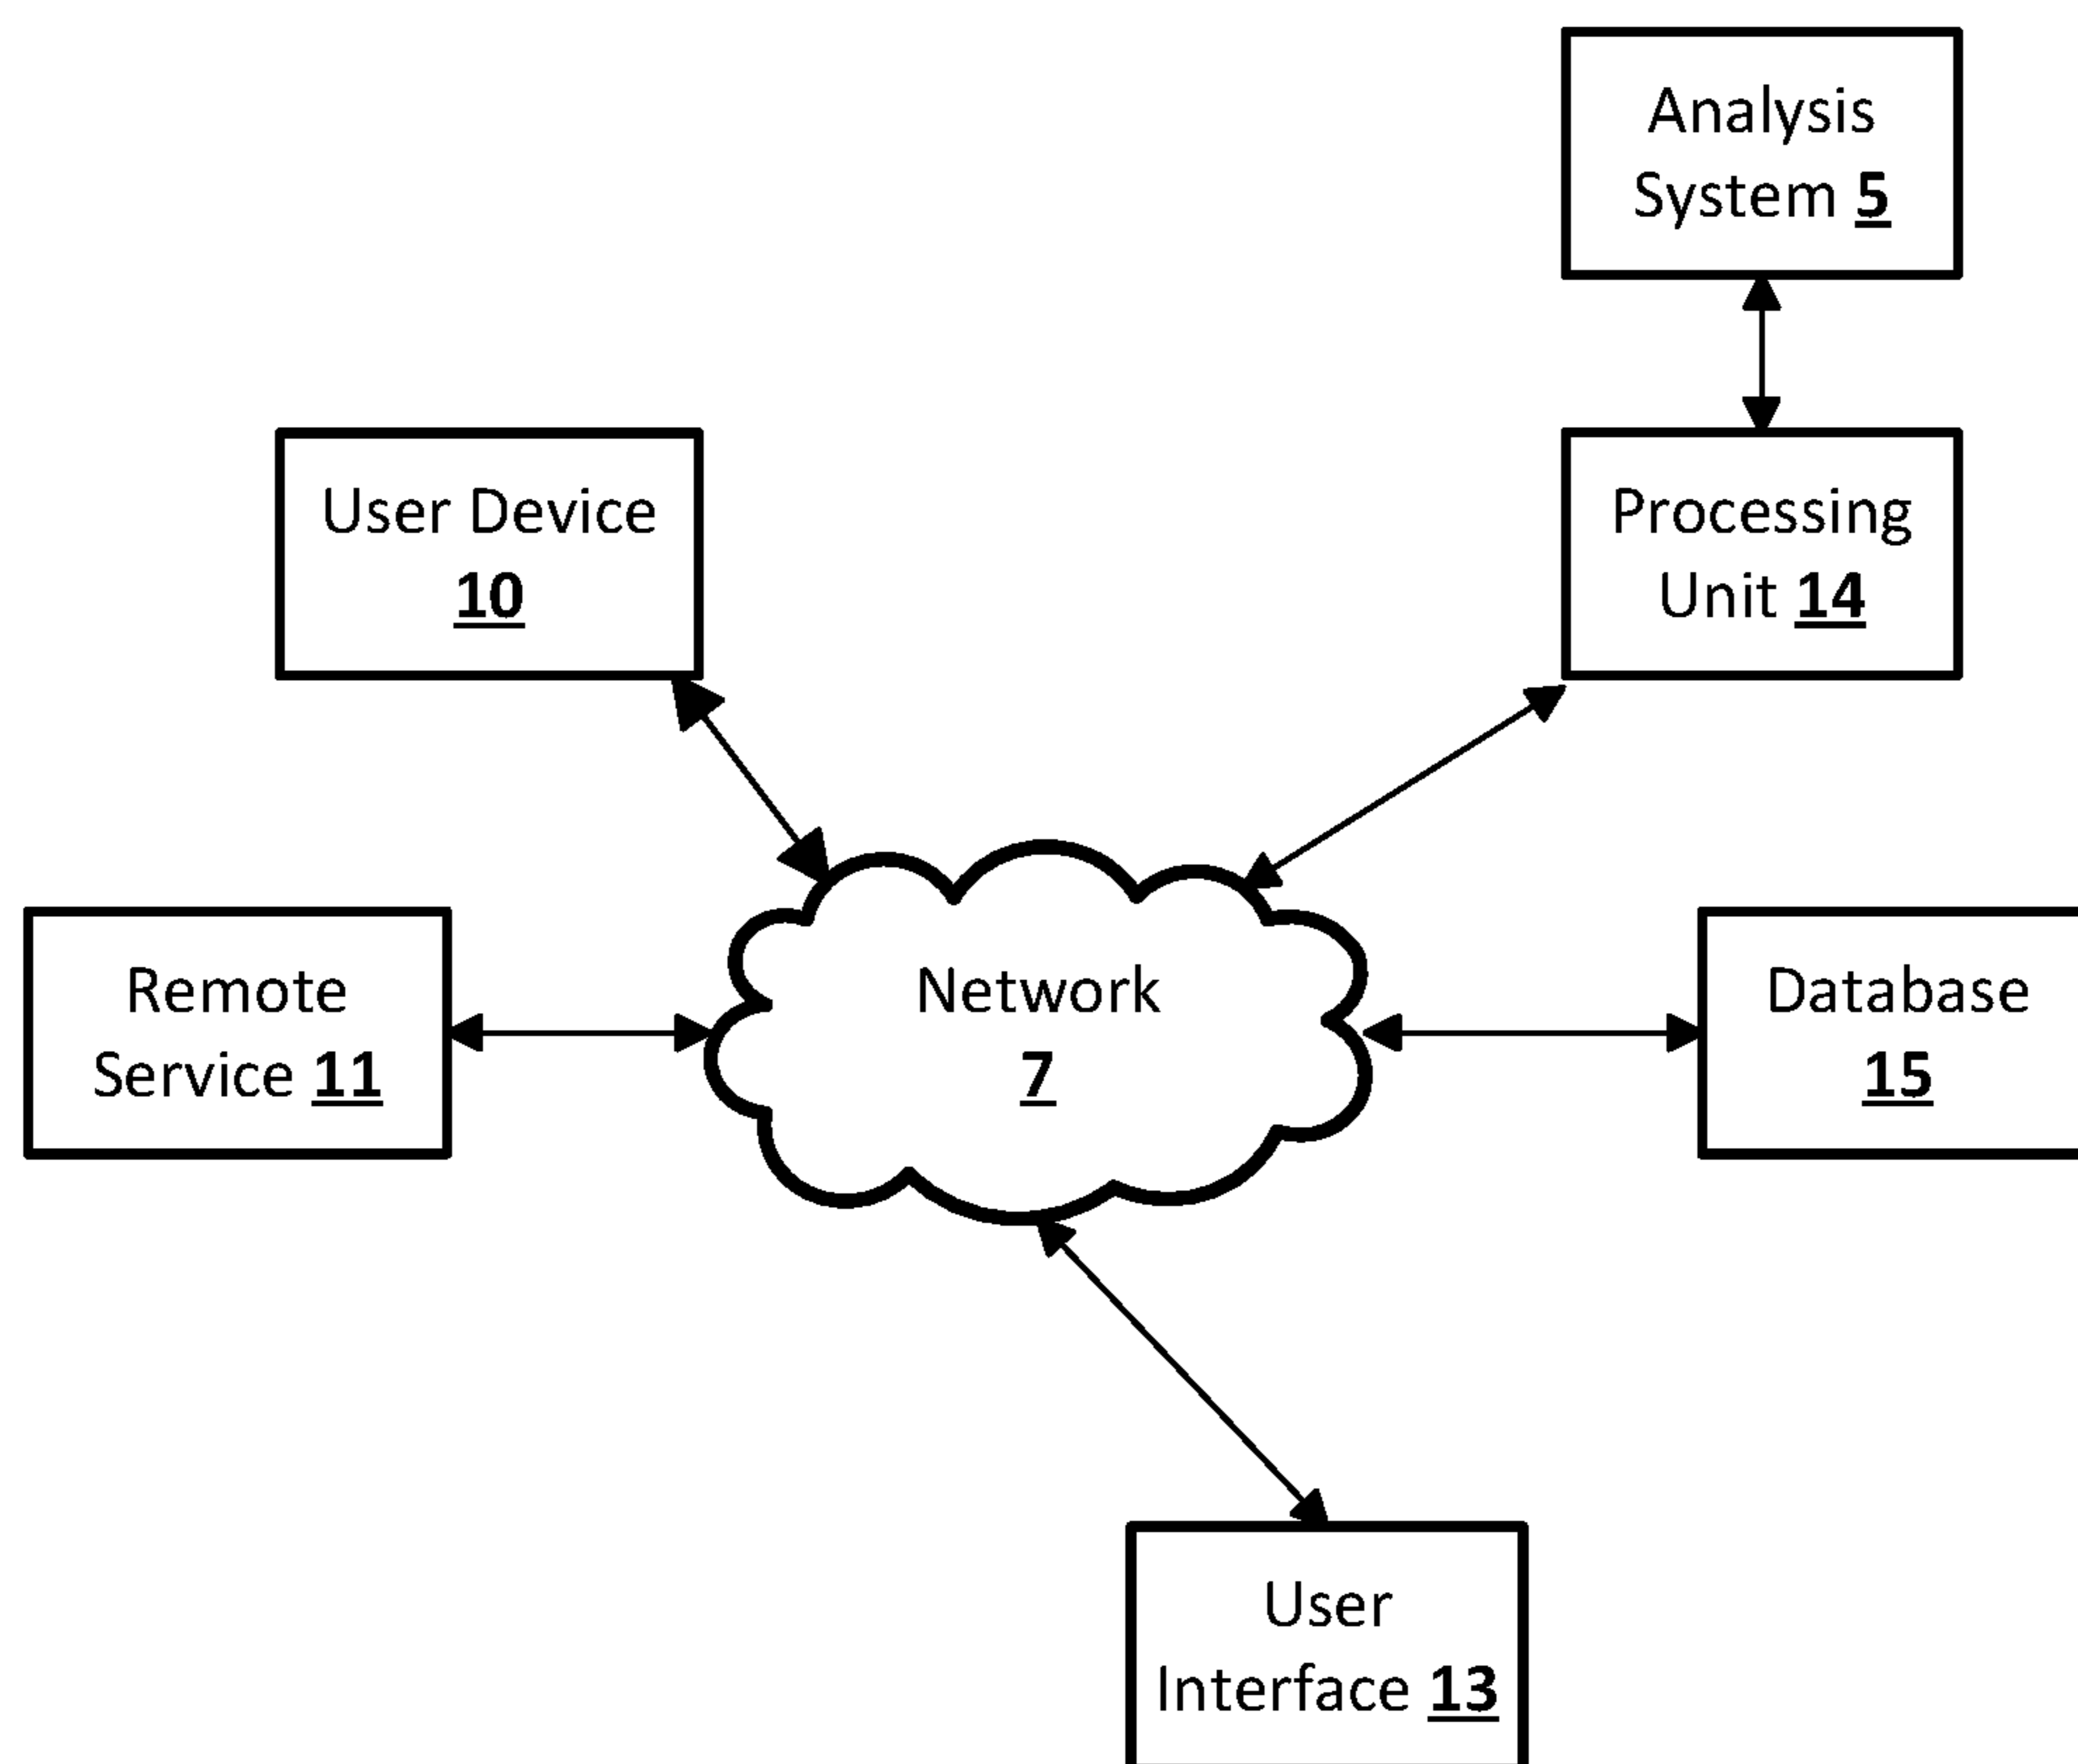 Analysis
System 5
User Device
10
Processing
Unit 14
Remote
Service 11
Network
7
Database
15
User
Interface 13